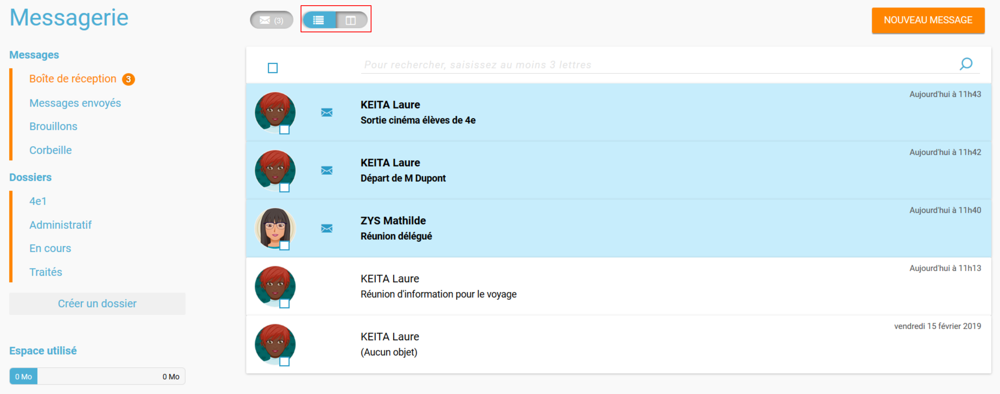 Messagerie
(3)
NOUVEAU MESSAGE
Messages
Boîte de réception 3
Messages envoyés
Brouillons
Corbeille
Dossiers
4e1
Administratif
En cours
Traités
Créer un dossier
Espace utilisé
0 Mo 0 Mo
Pour rechercher, saisissez au moins 3 lettres
Aujourd'hui à 11h43
KEITA Laure
Sortie cinéma élèves de 4e
Aujourd'hui à 11h42
KEITA Laure
Départ de M Dupont
Aujourd'hui à 11h40
ZYS Mathilde
Réunion délégué
Aujourd'hui à 11h13
KEITA Laure
Réunion d'information pour le voyage
vendredi 15 février 2019
KEITA Laure
(Aucun objet)